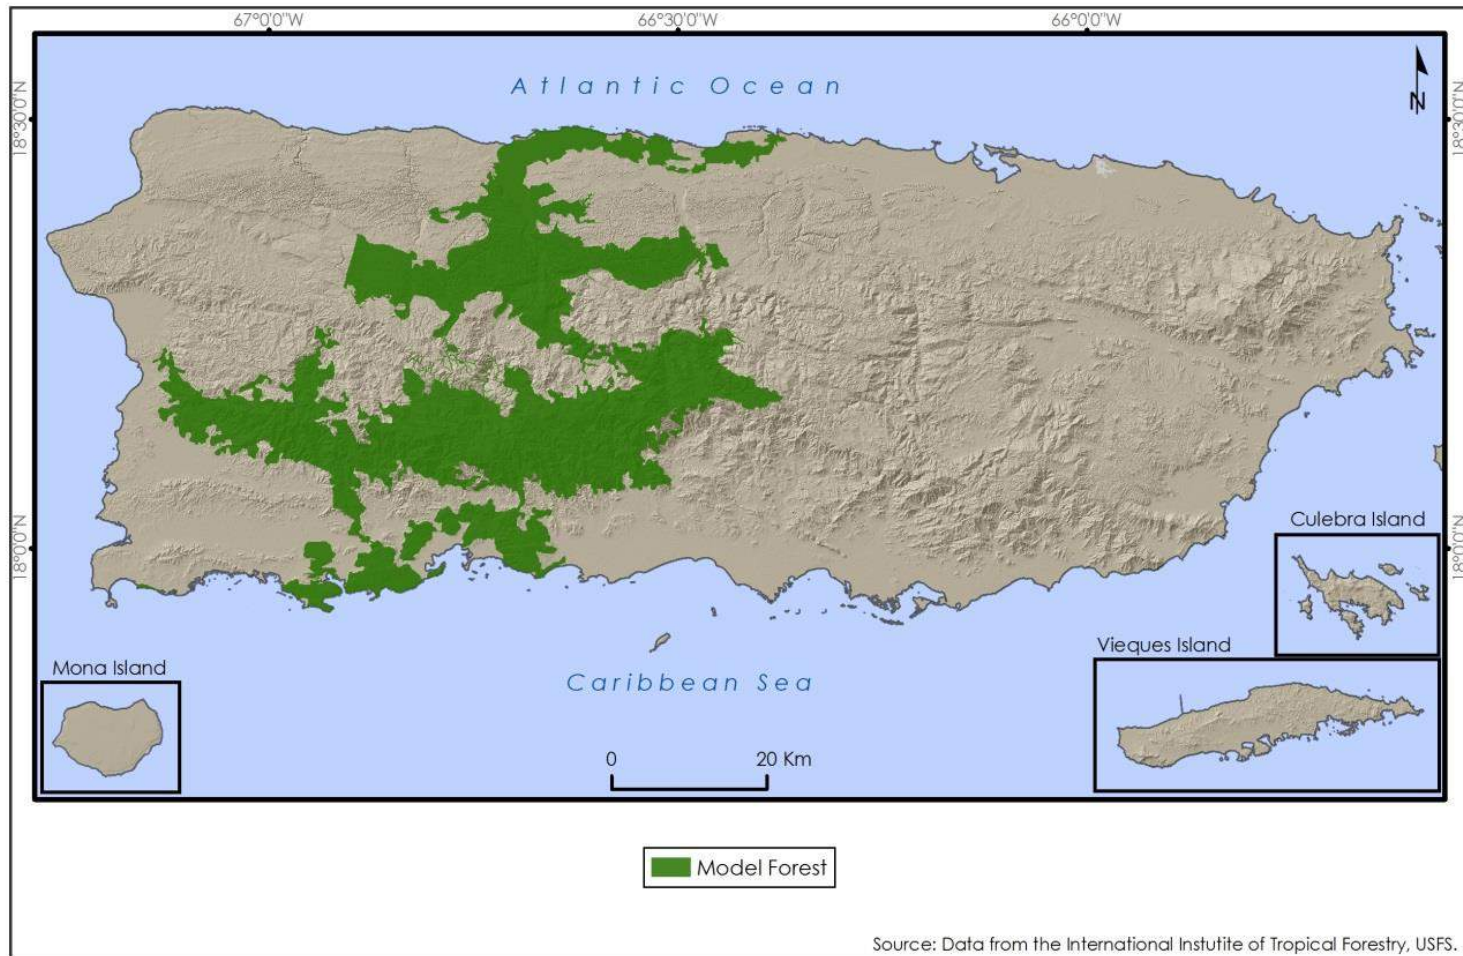 67°0'0"W
66°30'0"W
66°0'0"W
18°30'0"N
18°30'0"N
Atlantic Ocean
N
18°0'0"N
18°0'0"N
Culebra Island
Vieques Island
Mona Island
Caribbean Sea
0 20 Km
Model Forest
Source: Data from the International Instutite of Tropical Forestry, USFS.